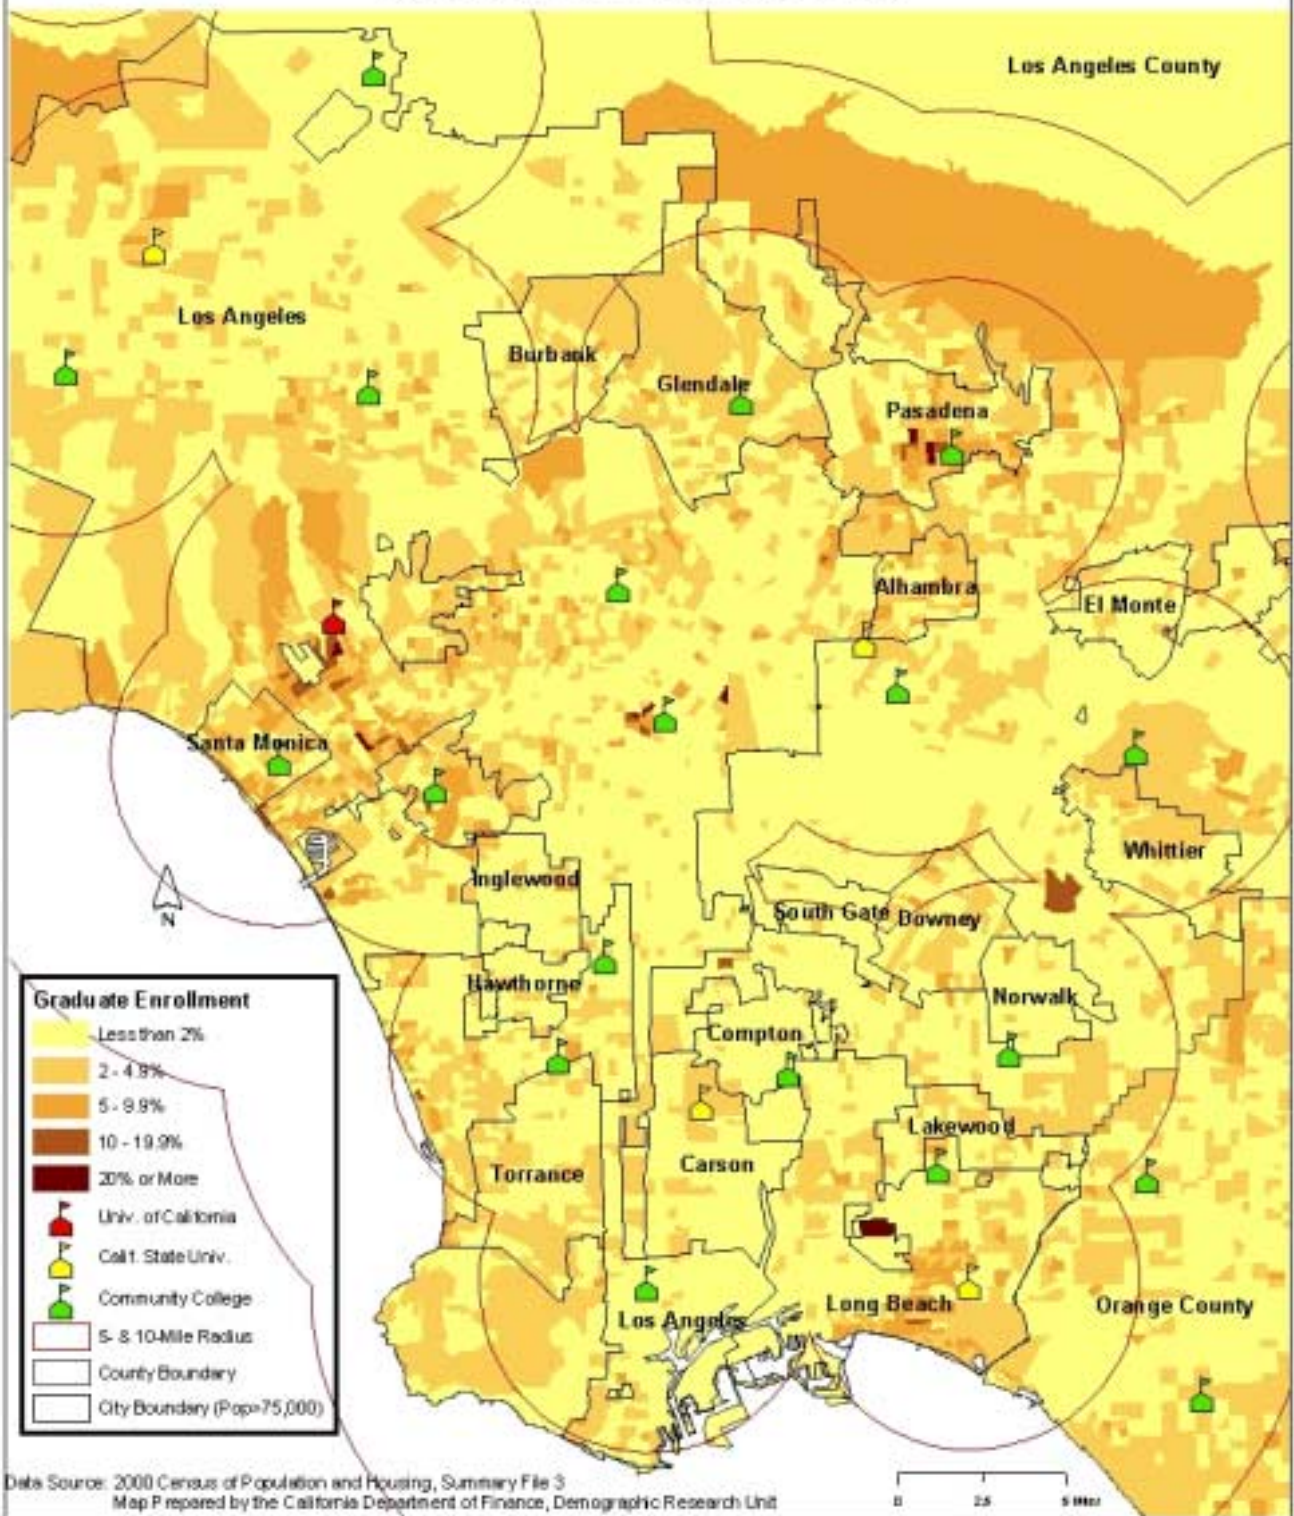 Los Angeles County
Los Angeles
Burbank
Glendale
Pasadena
Alhambra
El Monte
Santa Monica
Whittier
Inglewood
South Gate
Downey
N
Hawthorne
Norwalk
Compton
Lakewood
Carson
Torrance
Long Beach
Orange County
Los Angeles
Graduate Enrollment
Less than 2%
2 - 4.9%
5 - 9.9%
10 - 19.9%
20% or More
Univ. of California
Calif. State Univ.
Community College
5- & 10-Mile Radius
County Boundary
City Boundary (Pop>75,000)
Data Source: 2000 Census of Population and Housing, Summary File 3
Map Prepared by the California Department of Finance, Demographic Research Unit
0 2.5 5 Miles